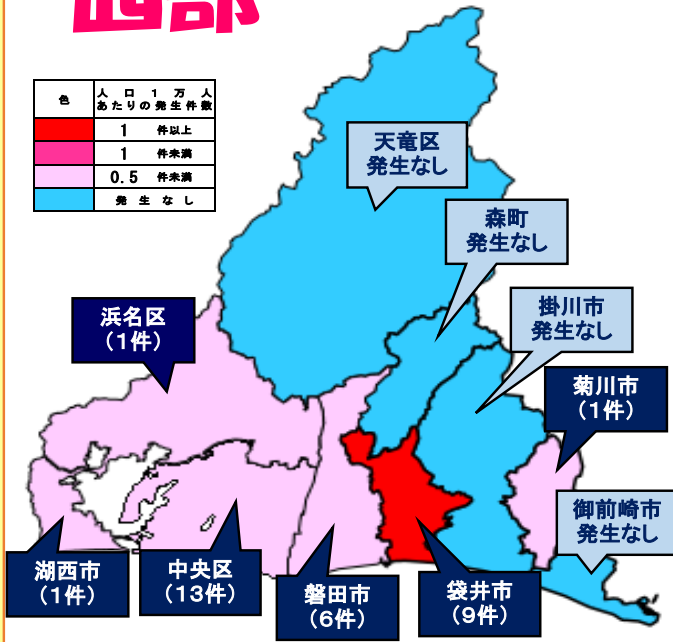 西部
色
人口1万人
あたりの発生件数
1 件以上
1 件未満
0.5 件未満
発生なし
天竜区
発生なし
森町
発生なし
掛川市
発生なし
浜名区
（1件）
菊川市
（1件）
御前崎市
発生なし
湖西市
（1件）
中央区
（13件）
磐田市
（6件）
袋井市
（9件）